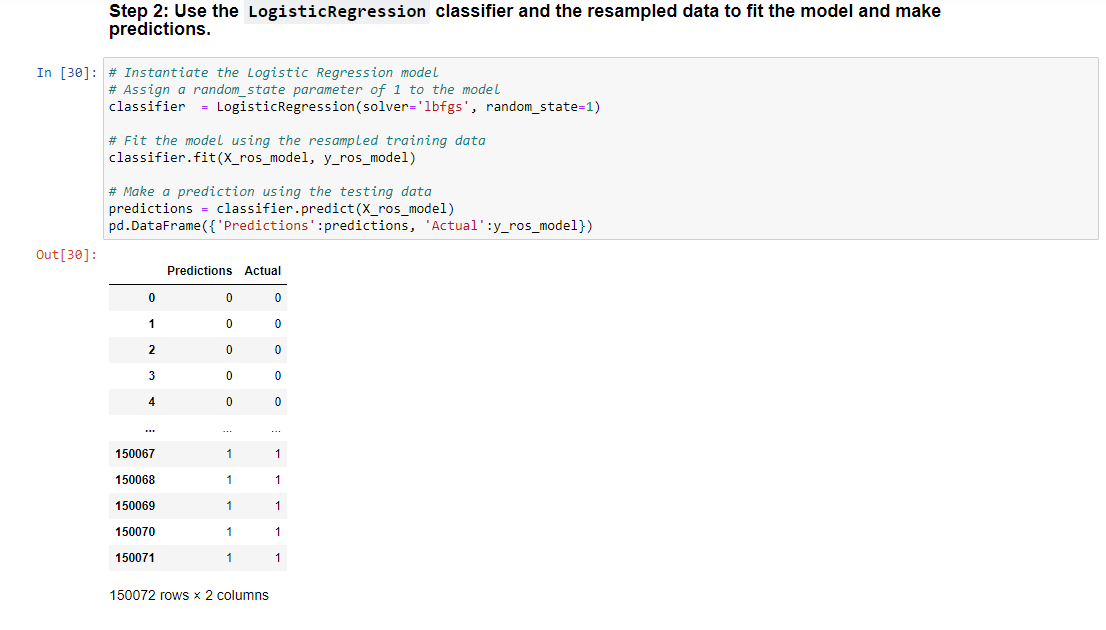 Step 2: Use the LogisticRegression classifier and the resampled data to fit the model and make
predictions.
In [30]: # Instantiate the Logistic Regression model
# Assign a random_state parameter of 1 to the model
classifier  = LogisticRegression(solver='lbfgs', random_state=1)
# Fit the model using the resampled training data
classifier.fit(X_ros_model, y_ros_model)
# Make a prediction using the testing data
predictions = classifier.predict(X_ros_model)
pd.DataFrame({'Predictions':predictions, 'Actual':y_ros_model})
Out[30]:
Predictions Actual
0 0 0
1 0 0
2 0 0
3 0 0
4 0 0
... ... ...
150067 1 1
150068 1 1
150069 1 1
150070 1 1
150071 1 1
150072 rows × 2 columns